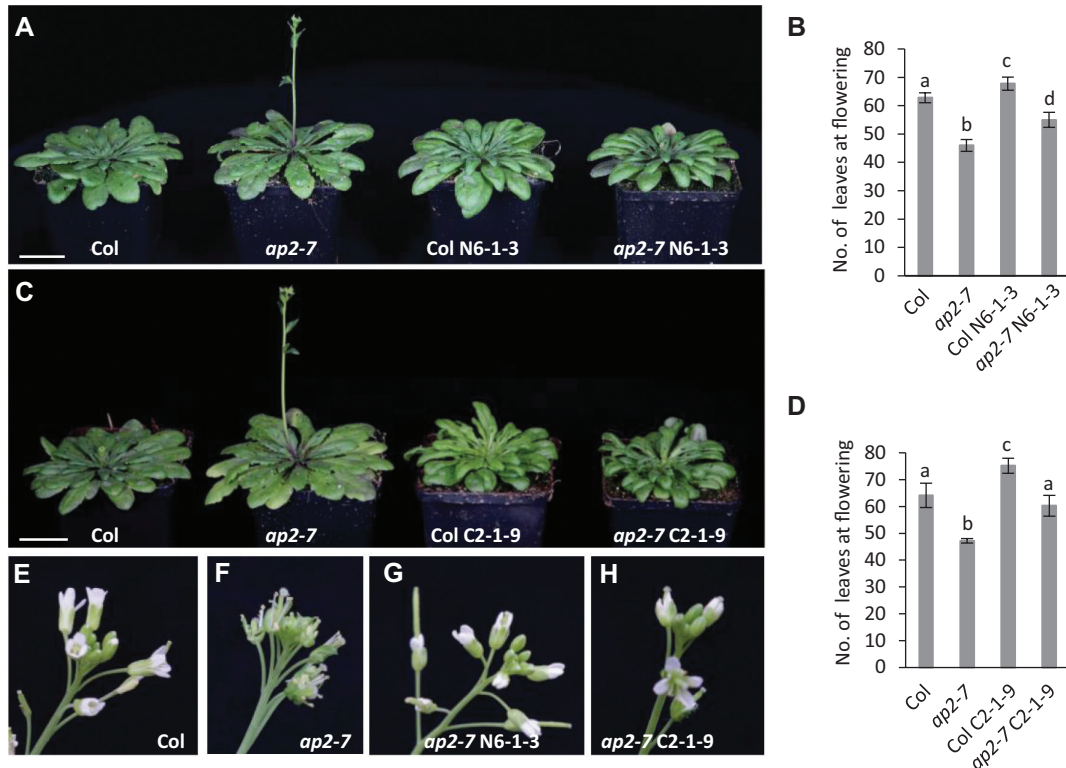 A
Col
ap2-7
Col N6-1-3
ap2-7 N6-1-3
B
No. of leaves at flowering
80
70
60
50
40
30
20
10
0
a
b
c
d
Col
ap2-7
Col N6-1-3
ap2-7 N6-1-3
C
Col
ap2-7
Col C2-1-9
ap2-7 C2-1-9
D
No. of leaves at flowering
80
70
60
50
40
30
20
10
0
a
b
c
a
Col
ap2-7
Col C2-1-9
ap2-7 C2-1-9
E
Col
F
ap2-7
G
ap2-7 N6-1-3
H
ap2-7 C2-1-9